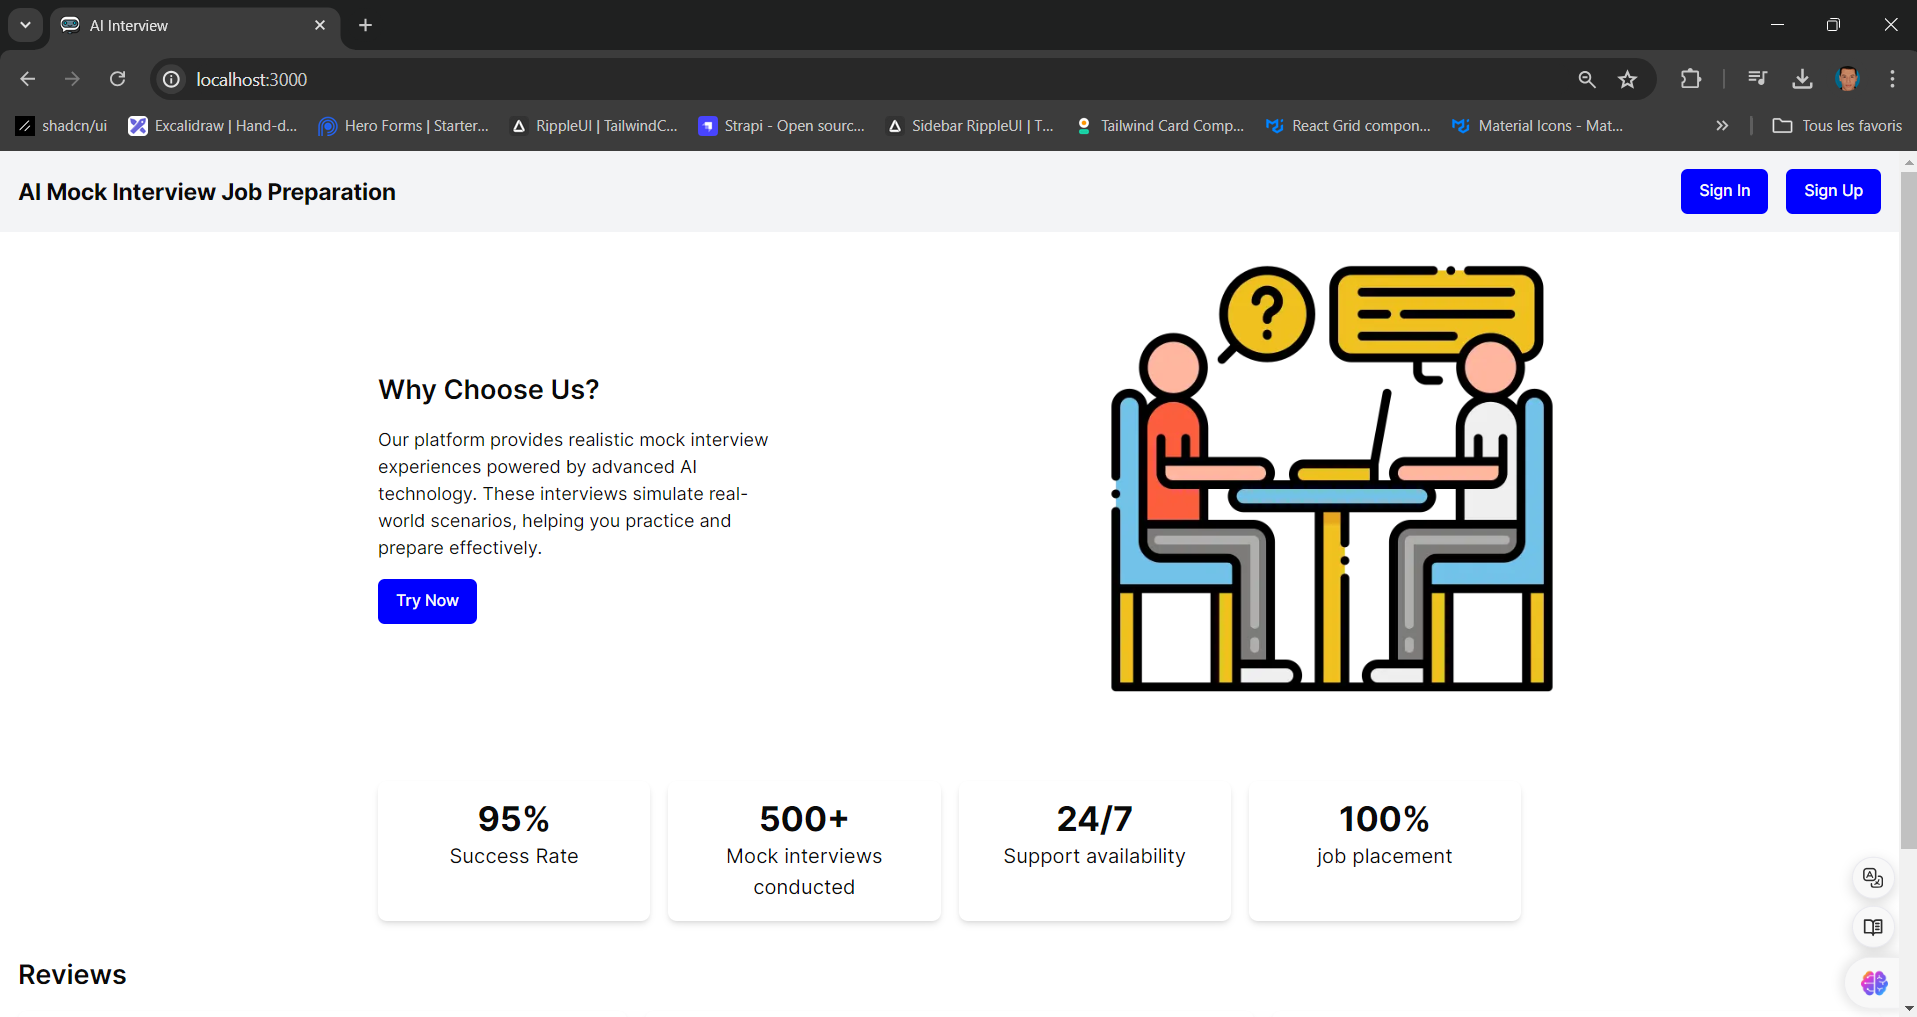 AI Interview
localhost:3000
shadcn/ui
Excalidraw | Hand-d...
Hero Forms | Starter...
RippleUI | TailwindC...
Strapi - Open sourc...
Sidebar RippleUI | T...
Tailwind Card Comp...
React Grid compon...
Material Icons - Mat...
Tous les favoris
AI Mock Interview Job Preparation
Sign In
Sign Up
?
Why Choose Us?
Our platform provides realistic mock interview
experiences powered by advanced AI
technology. These interviews simulate real-
world scenarios, helping you practice and
prepare effectively.
Try Now
95%
Success Rate
500+
Mock interviews
conducted
24/7
Support availability
100%
job placement
Reviews